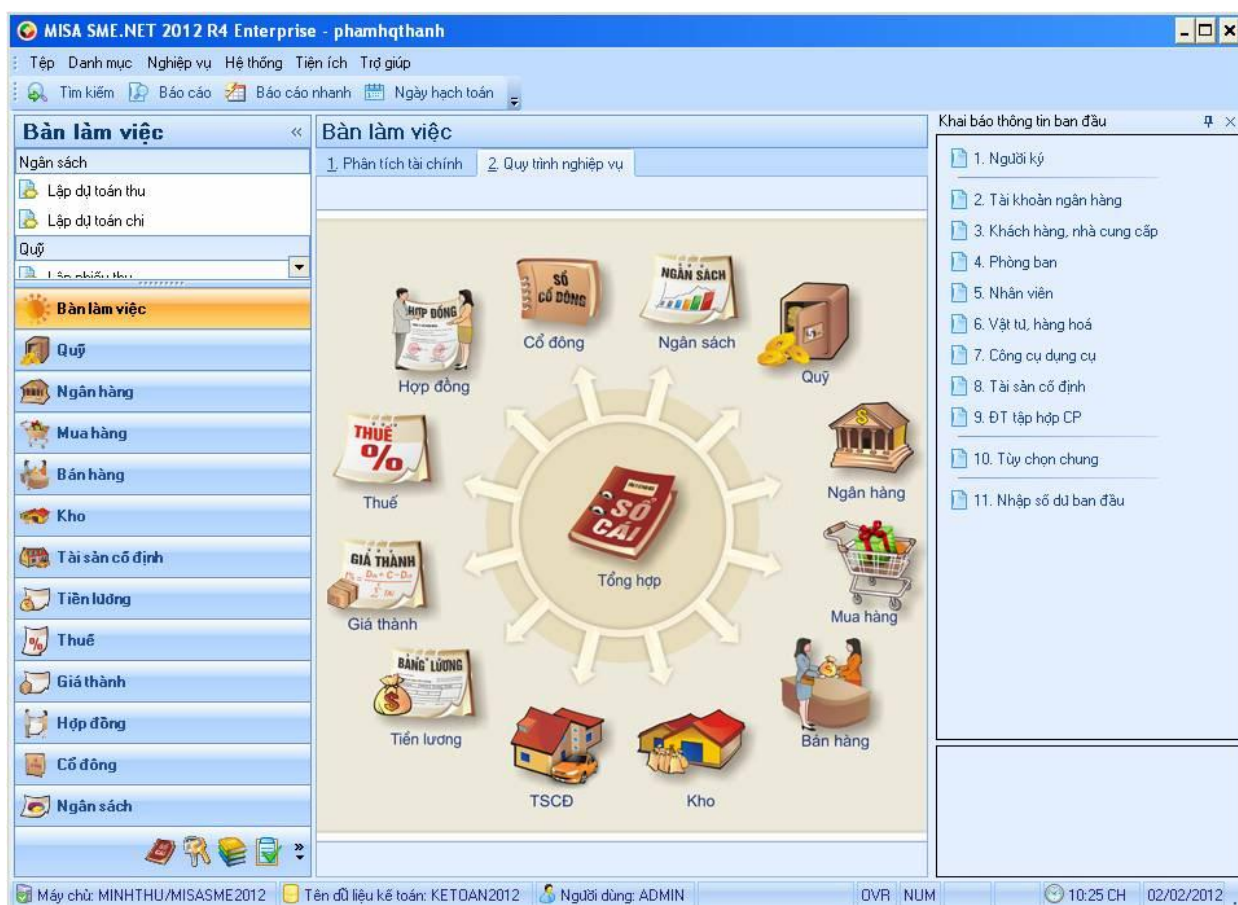 MISA SME.NET 2012 R4 Enterprise - phamhqthanh
Tệp Danh mục Nghiệp vụ Hệ thống Tiện ích Trợ giúp
Tìm kiếm Báo cáo Báo cáo nhanh Ngày hạch toán
Bàn làm việc
Ngân sách
Lập dự toán thu
Lập dự toán chi
Quỹ
Lập phiếu thu
Bàn làm việc
Quỹ
Ngân hàng
Mua hàng
Bán hàng
Kho
Tài sản cố định
Tiền lương
Thuế
Giá thành
Hợp đồng
Cổ đông
Ngân sách
Bàn làm việc
1. Phân tích tài chính 2. Quy trình nghiệp vụ
HỢP ĐỒNG
Hợp đồng
SỔ
CỔ ĐÔNG
Cổ đông
NGÂN SÁCH
Ngân sách
Quỹ
THUẾ
%
Thuế
Ngân hàng
SỔ
CÁI
Tổng hợp
GIÁ THÀNH
Giá thành
Mua hàng
BẢNG LƯƠNG
Tiền lương
TSCĐ
Kho
Bán hàng
Khai báo thông tin ban đầu
1. Người ký
2. Tài khoản ngân hàng
3. Khách hàng, nhà cung cấp
4. Phòng ban
5. Nhân viên
6. Vật tư, hàng hoá
7. Công cụ dụng cụ
8. Tài sản cố định
9. ĐT tập hợp CP
10. Tùy chọn chung
11. Nhập số dư ban đầu
Máy chủ: MINHTHU/MISASME2012 Tên dữ liệu kế toán: KETOAN2012 Người dùng: ADMIN OVR NUM 10:25 CH 02/02/2012